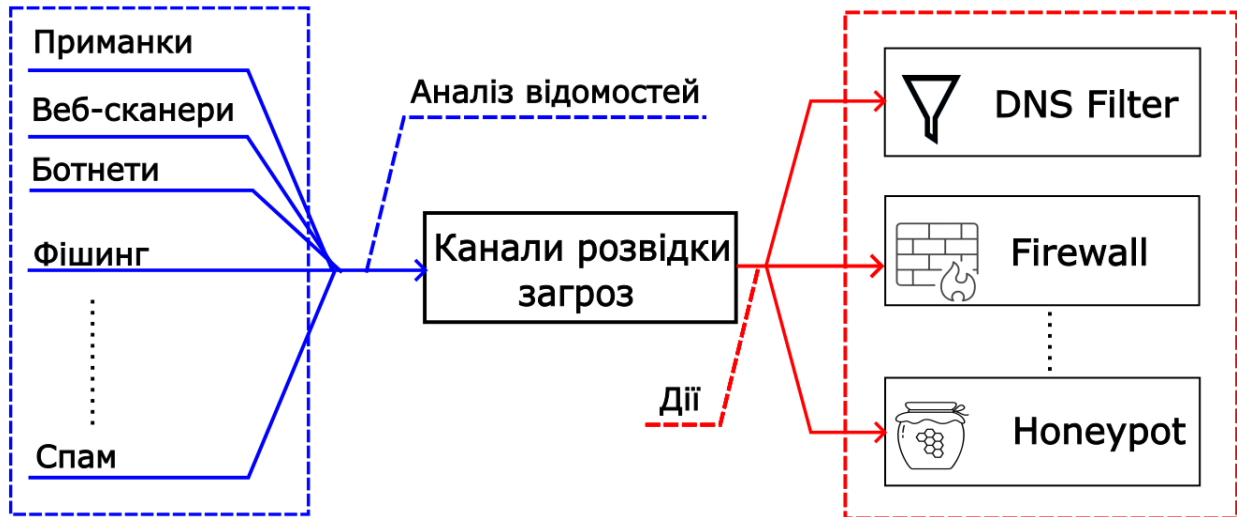 Приманки
Веб-сканери
Ботнети
Фішинг
Спам
Аналіз відомостей
Канали розвідки
загроз
Дії
DNS Filter
Firewall
Honeypot